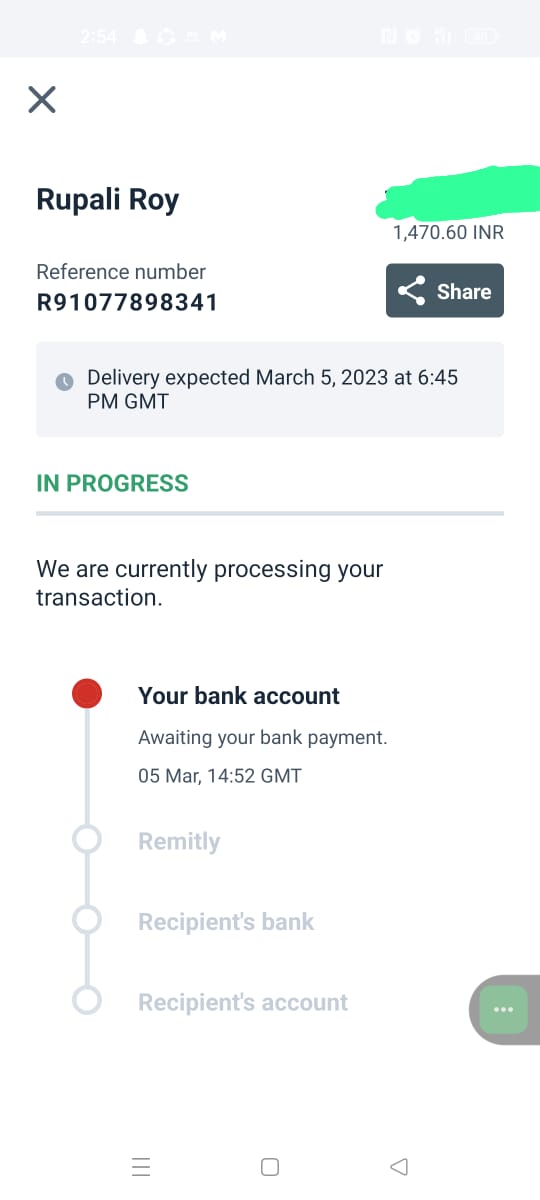 2:54
Rupali Roy
1,470.60 INR
Reference number
R91077898341
Share
Delivery expected March 5, 2023 at 6:45
PM GMT
IN PROGRESS
We are currently processing your
transaction.
Your bank account
Awaiting your bank payment.
05 Mar, 14:52 GMT
Remitly
Recipient's bank
Recipient's account